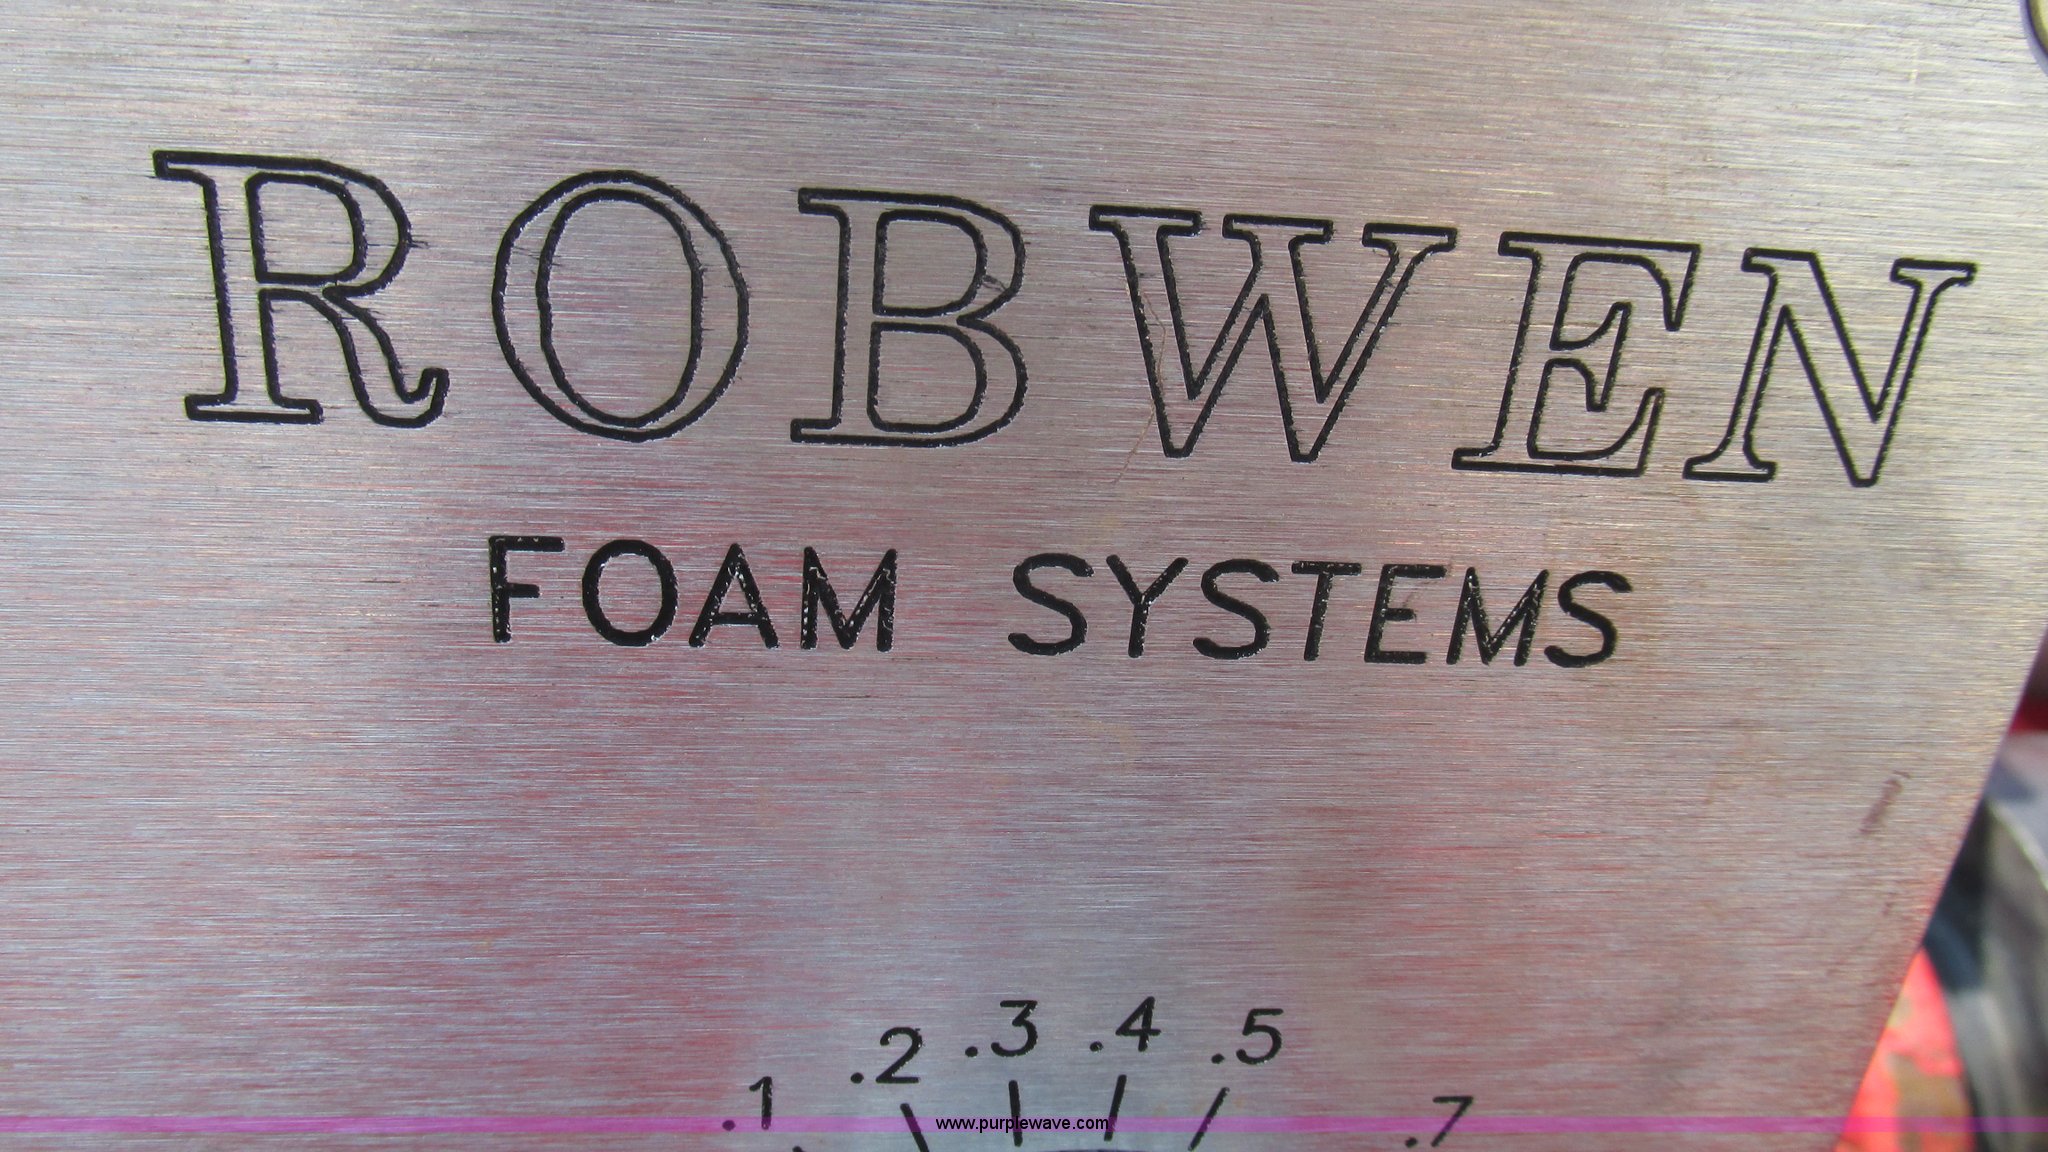 ROBWEN
FOAM SYSTEMS
.1 .2 .3 .4 .5 .7
www.purplewave.com